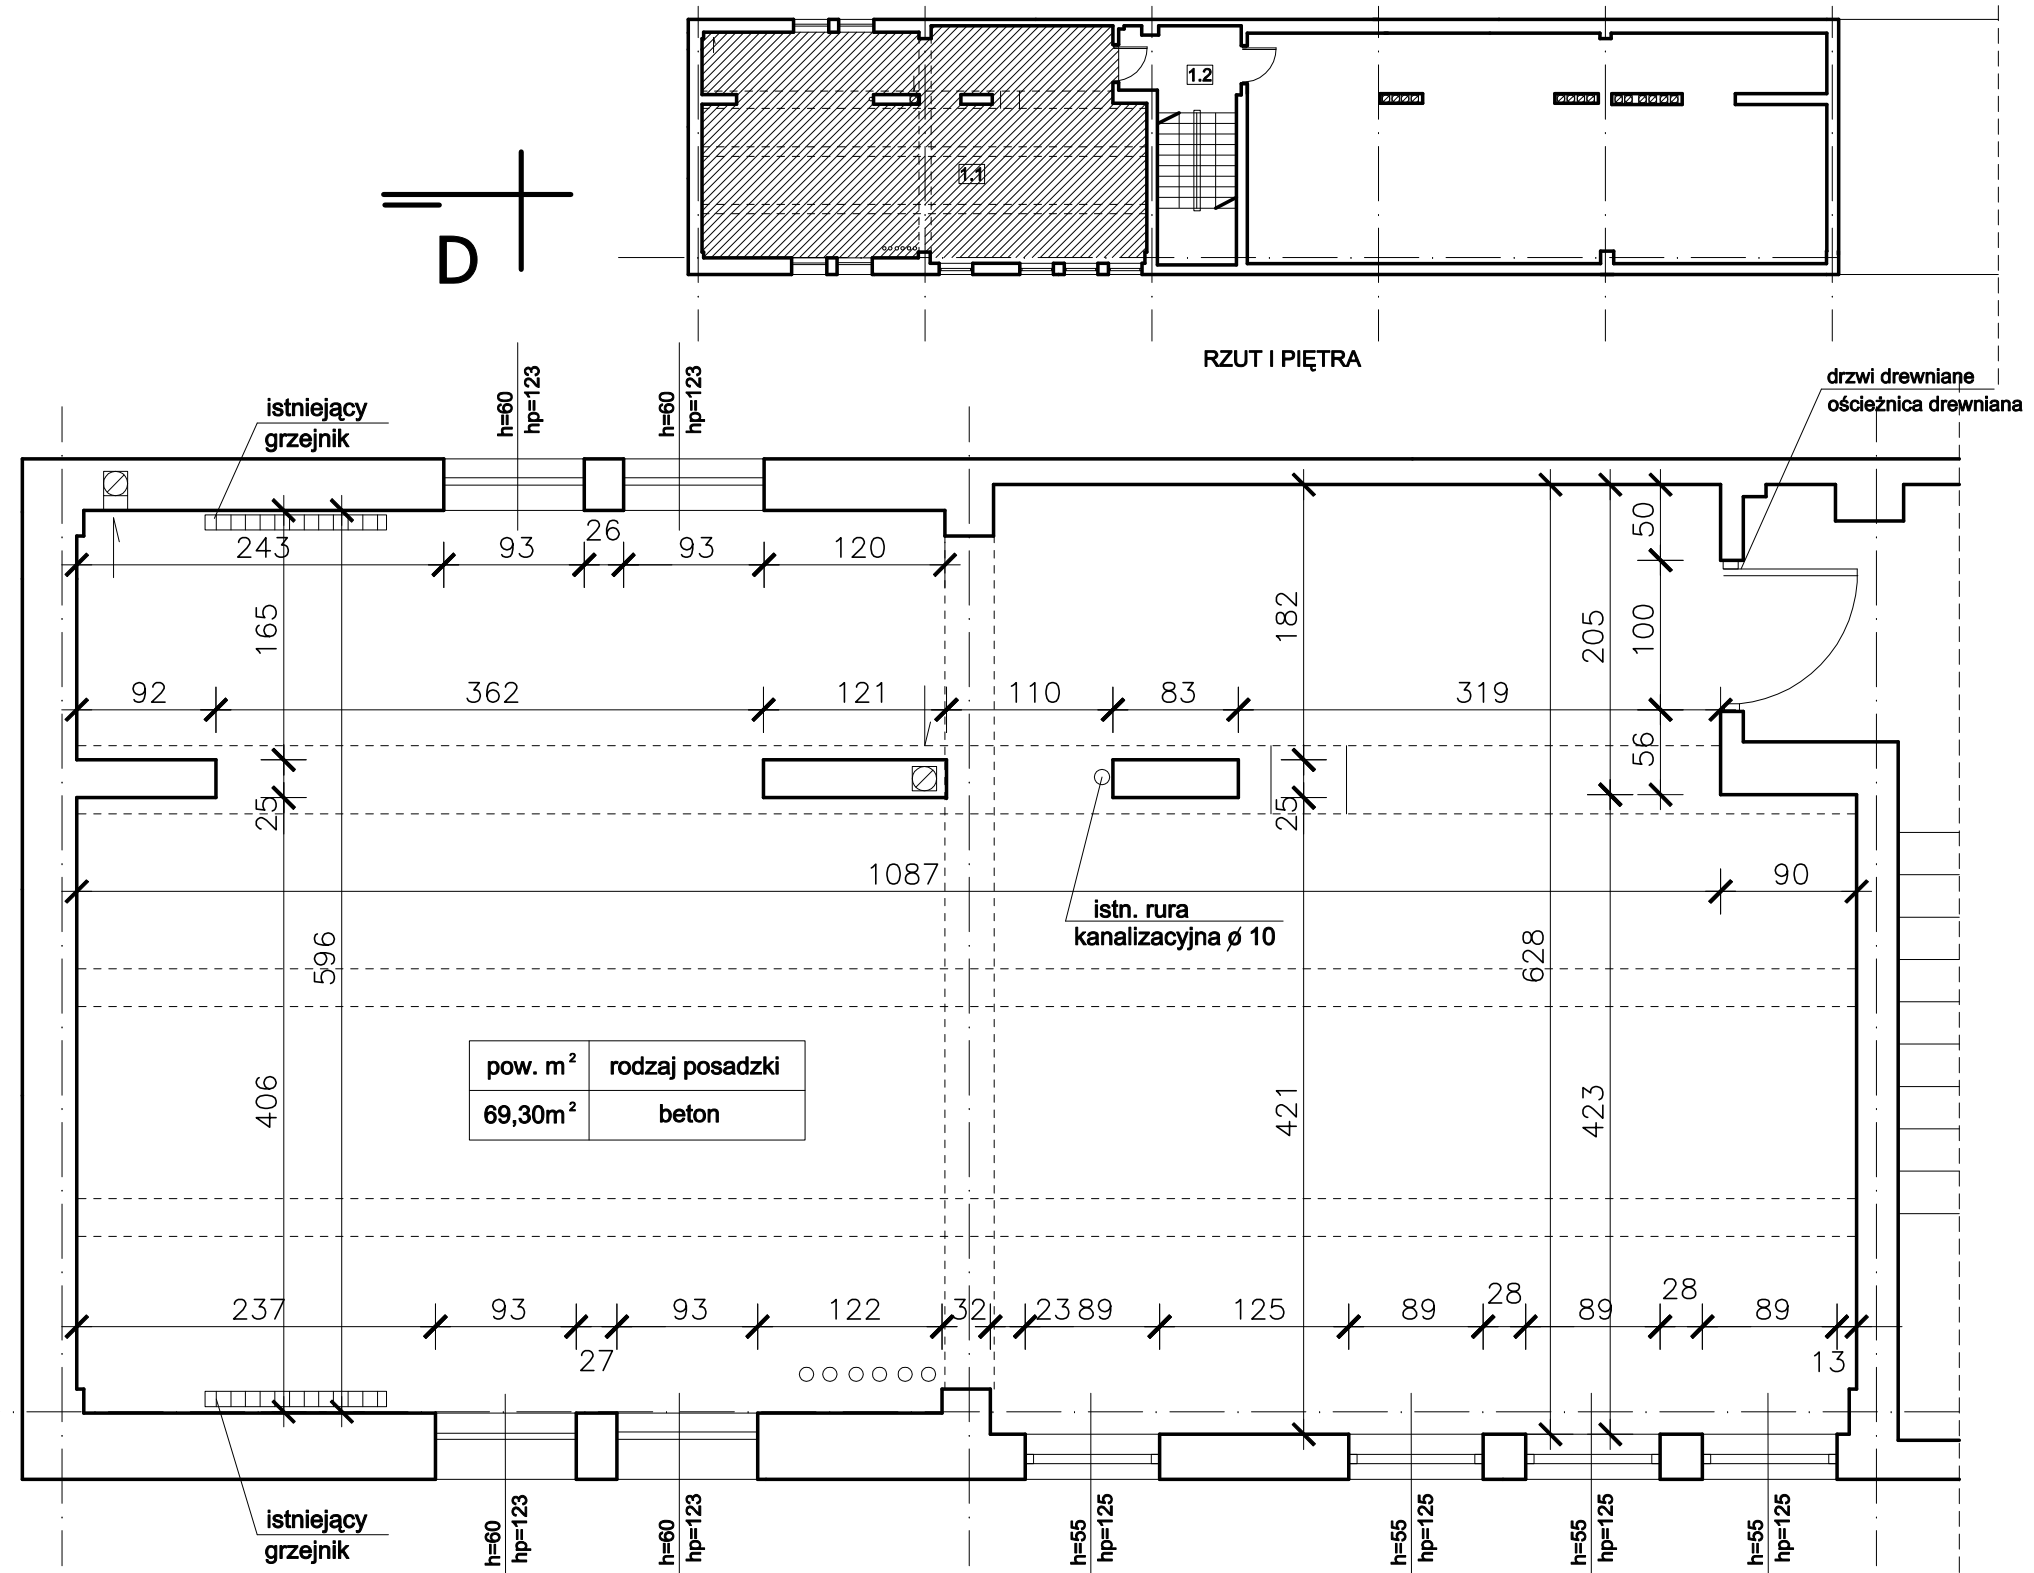 1.2
1.1
D
RZUT I PIĘTRA
drzwi drewniane
ościeżnica drewniana
istniejący
grzejnik
h=60
hp=123
h=60
hp=123
243
93
26
93
120
50
165
182
205
100
92
362
121
110
83
319
56
25
25
1087
90
istn. rura
kanalizacyjna ø 10
596
628
pow. m²
rodzaj posadzki
69,30m²
beton
406
421
423
237
93
27
93
122
32
23
89
125
89
28
89
28
89
13
istniejący
grzejnik
h=60
hp=123
h=60
hp=123
h=55
hp=125
h=55
hp=125
h=55
hp=125
h=55
hp=125